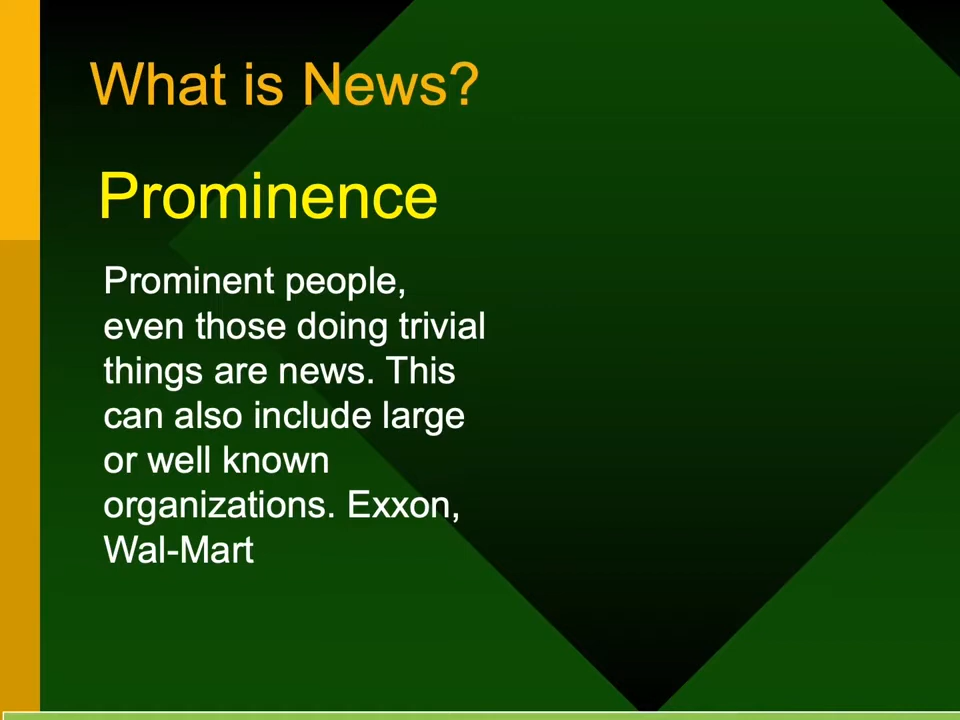 What is News?
Prominence
Prominent people,
even those doing trivial
things are news. This
can also include large
or well known
organizations. Exxon,
Wal-Mart